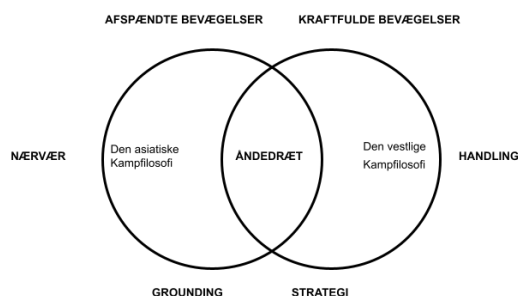 AFSPÆNDTE BEVÆGELSER
KRAFTFULDE BEVÆGELSER
NÆRVÆR
Den asiatiske
Kampfilosofi
ÅNDEDRÆT
Den vestlige
Kampfilosofi
HANDLING
GROUNDING
STRATEGI